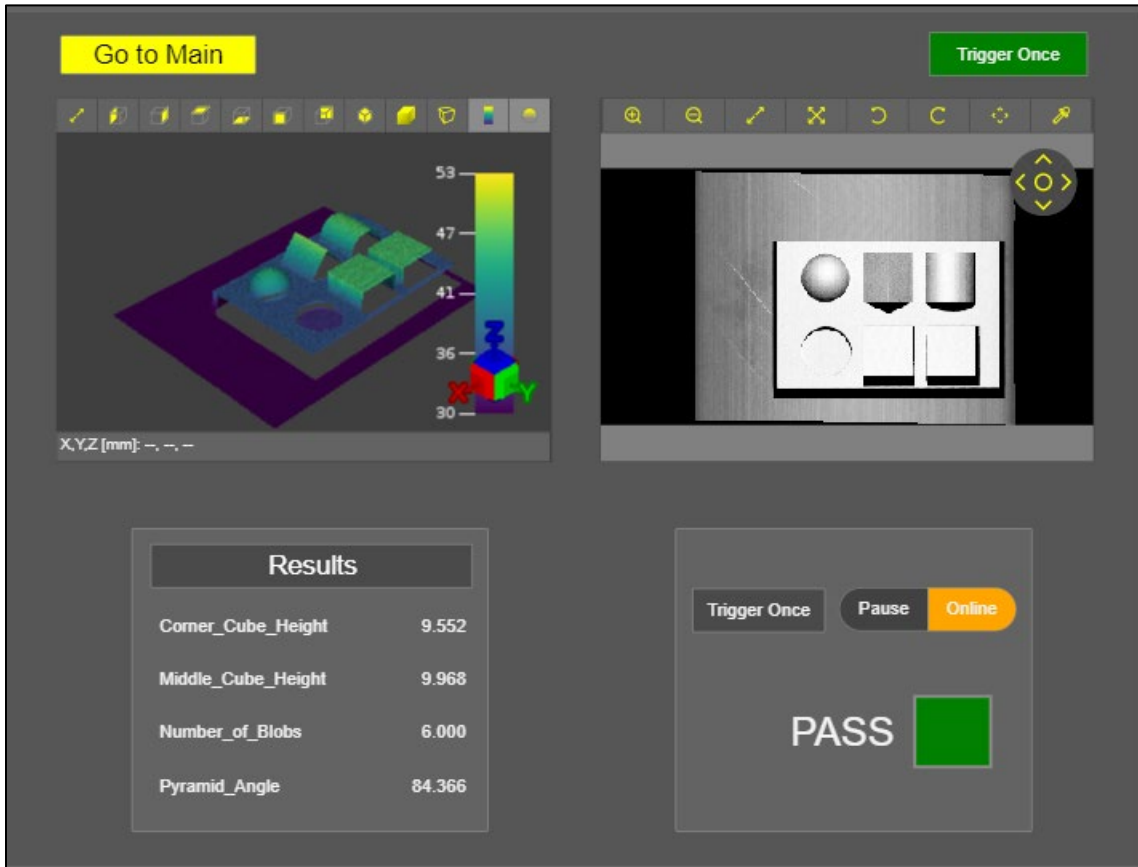 Go to Main
Trigger Once
53
47
41
36
30
Z
X
Y
X,Y,Z [mm]: --, --, --
Results
Corner_Cube_Height 9.552
Middle_Cube_Height 9.968
Number_of_Blobs 6.000
Pyramid_Angle 84.366
Trigger Once
Pause
Online
PASS